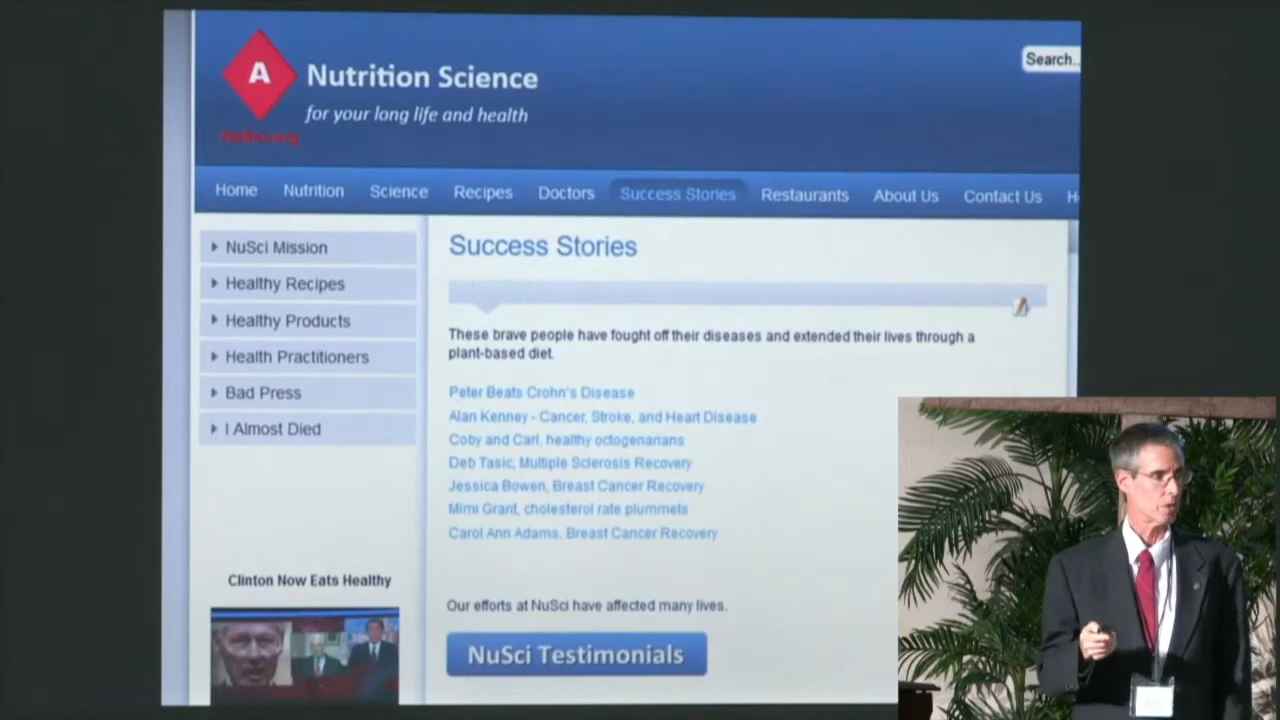 A
Nutrition Science
for your long life and health
NuSci.org
Search..
Home Nutrition Science Recipes Doctors Success Stories Restaurants About Us Contact Us H
NuSci Mission
Healthy Recipes
Healthy Products
Health Practitioners
Bad Press
I Almost Died
Clinton Now Eats Healthy
Success Stories
These brave people have fought off their diseases and extended their lives through a
plant-based diet.
Peter Beats Crohn's Disease
Alan Kenney - Cancer, Stroke, and Heart Disease
Coby and Carl, healthy octogenarians
Deb Tasic, Multiple Sclerosis Recovery
Jessica Bowen, Breast Cancer Recovery
Mimi Grant, cholesterol rate plummets
Carol Ann Adams, Breast Cancer Recovery
Our efforts at NuSci have affected many lives.
NuSci Testimonials